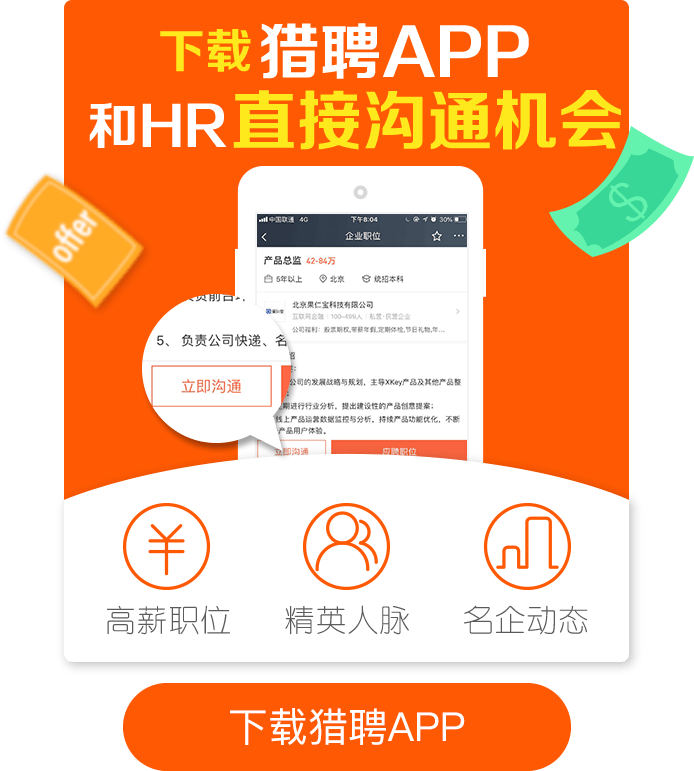 下载猎聘APP
和HR直接沟通机会
offer
$
中国联通 4G 下午8:04 30%
企业职位
产品总监 42-84万
5年以上 北京 统招本科
北京果仁宝科技有限公司
互联网金融 | 100-499人 | 私营·民营企业
公司福利：股票期权,带薪年假,定期体检,节日礼物,年...
5、 负责公司快递、名
立即沟通
公司的发展战略与规划，主导XKey产品及其他产品整
期进行行业分析，提出建设性的产品创意提案；
线上产品运营数据监控与分析，持续产品功能优化，不断
产品用户体验。
立即沟通 应聘职位
高薪职位 精英人脉 名企动态
下载猎聘APP